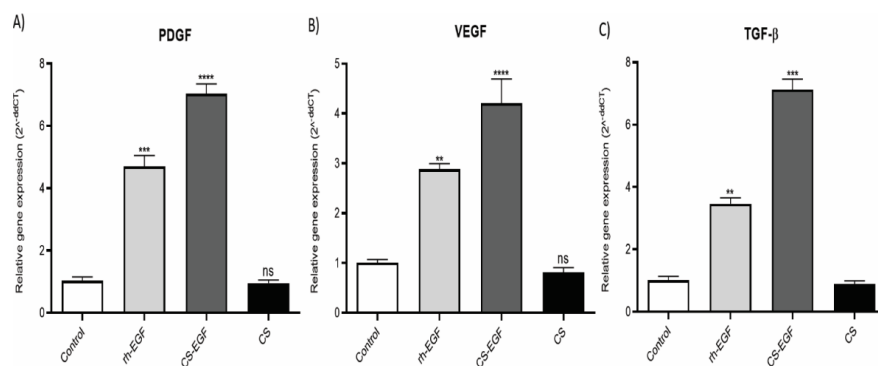 A)
PDGF
Relative gene expression (2^-ddCT)
8
6
4
2
0
***
****
ns
Control
rh-EGF
CS-EGF
CS
B)
VEGF
Relative gene expression (2^-ddCT)
5
4
3
2
1
0
**
****
ns
Control
rh-EGF
CS-EGF
CS
C)
TGF-β
Relative gene expression (2^-ddCT)
8
6
4
2
0
**
***
Control
rh-EGF
CS-EGF
CS